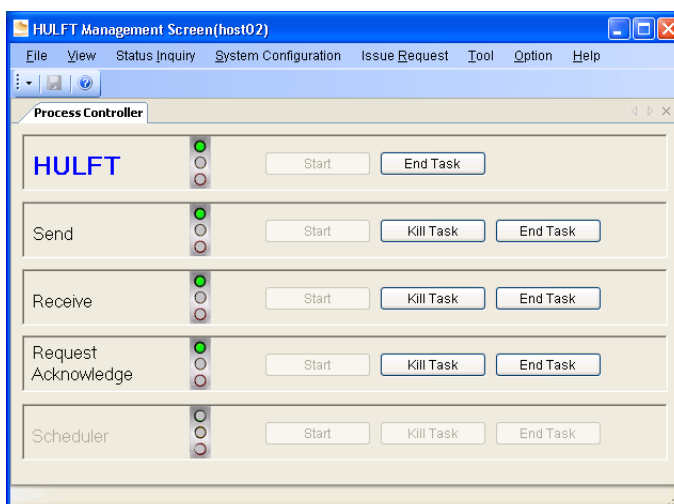 HULFT Management Screen(host02)
File View Status Inquiry System Configuration Issue Request Tool Option Help
Process Controller
HULFT Start End Task
Send Start Kill Task End Task
Receive Start Kill Task End Task
Request
Acknowledge Start Kill Task End Task
Scheduler Start Kill Task End Task